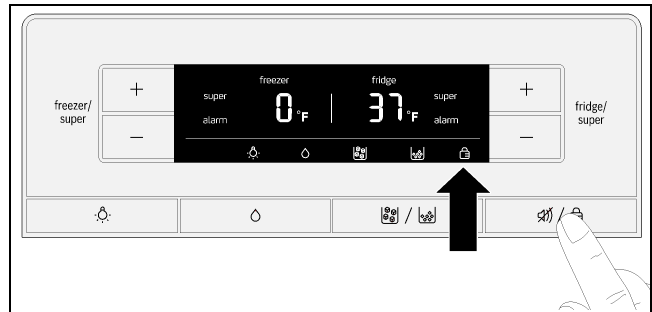 freezer/
super
+
−
freezer
fridge
super
0°F
37°F
super
alarm
alarm
+
−
fridge/
super
/
/